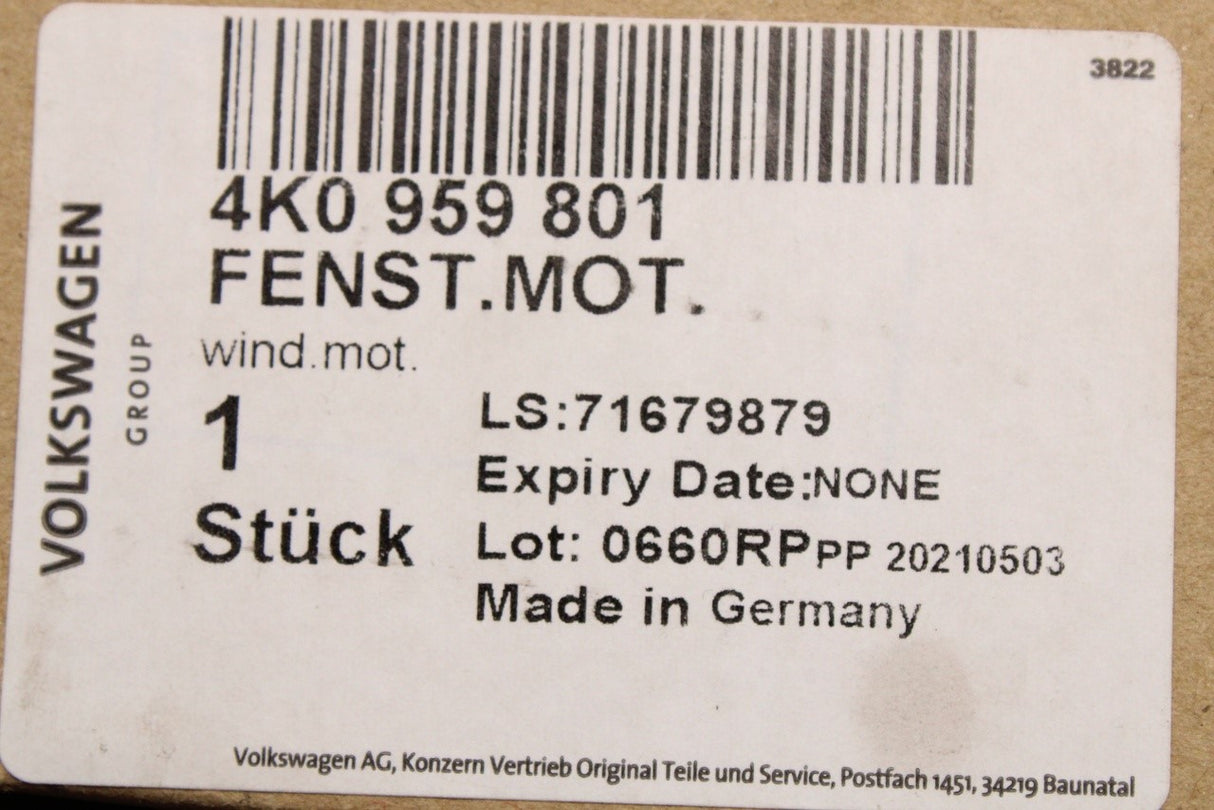 3822
4K0 959 801
FENST.MOT.
wind.mot.
1
Stück
LS:71679879
Expiry Date:NONE
Lot: 0660RPPP 20210503
Made in Germany
VOLKSWAGEN
GROUP
Volkswagen AG, Konzern Vertrieb Original Teile und Service, Postfach 1451, 34219 Baunatal